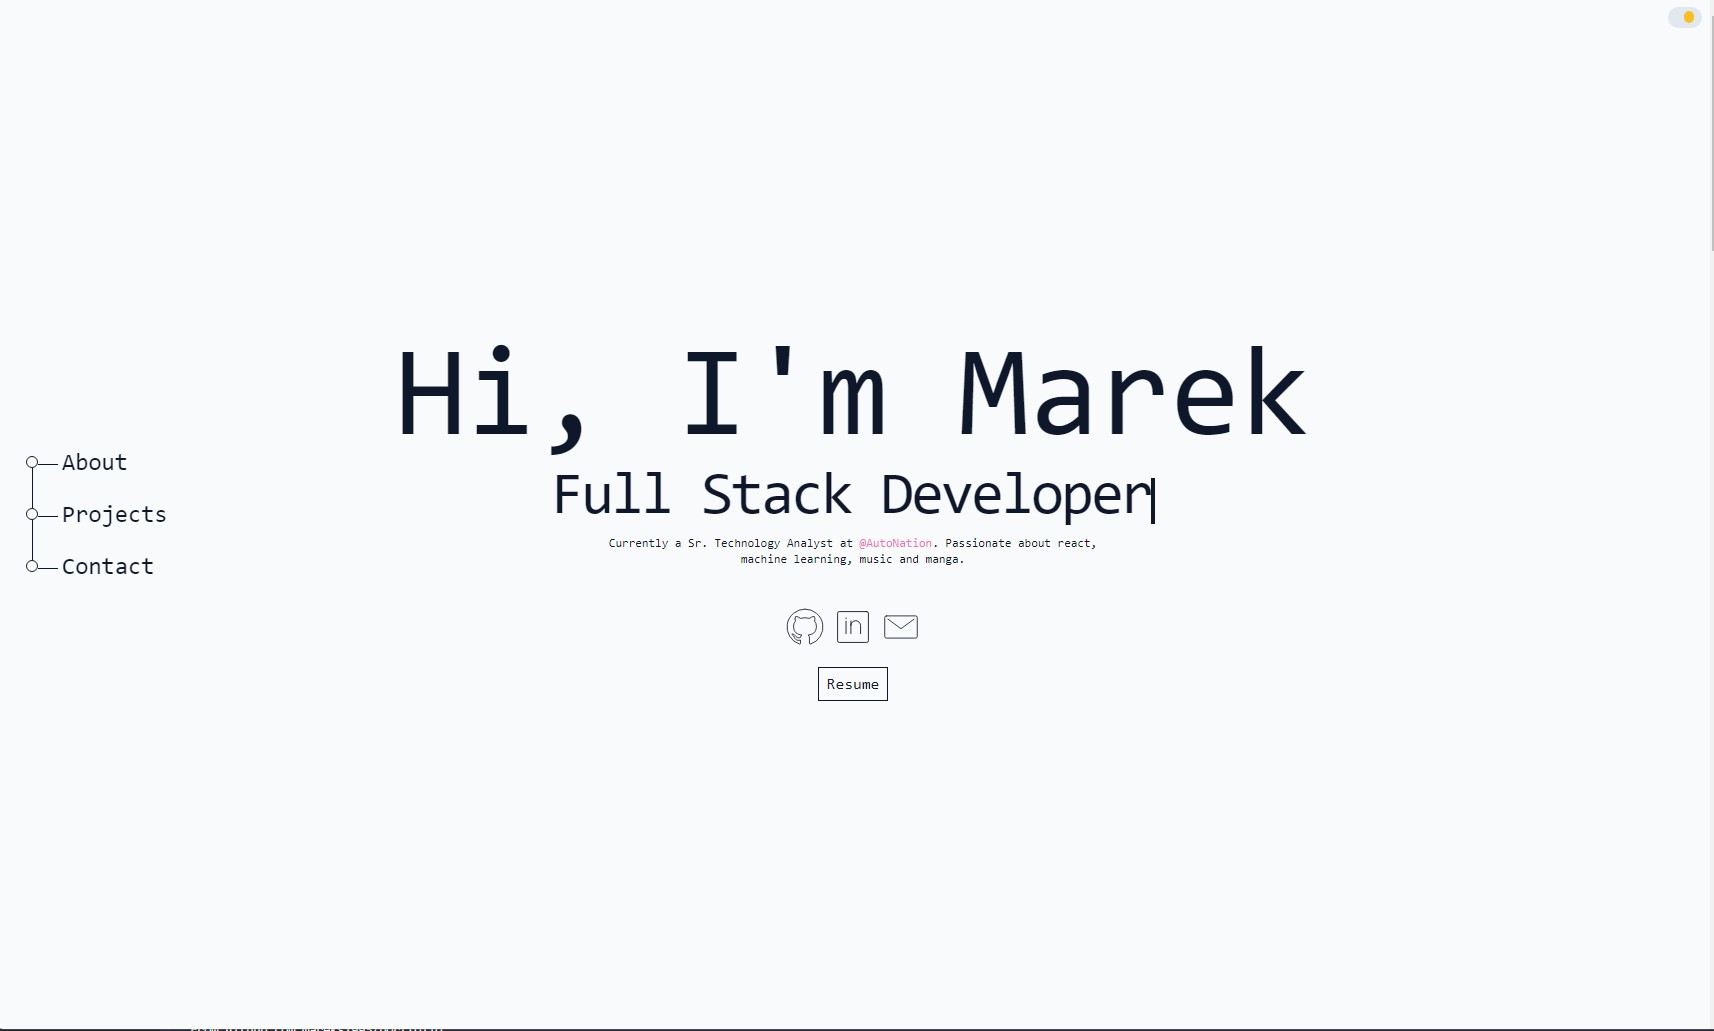 Hi, I'm Marek
Full Stack Developer
Currently a Sr. Technology Analyst at @AutoNation. Passionate about react,
machine learning, music and manga.
About
Projects
Contact
in
Resume